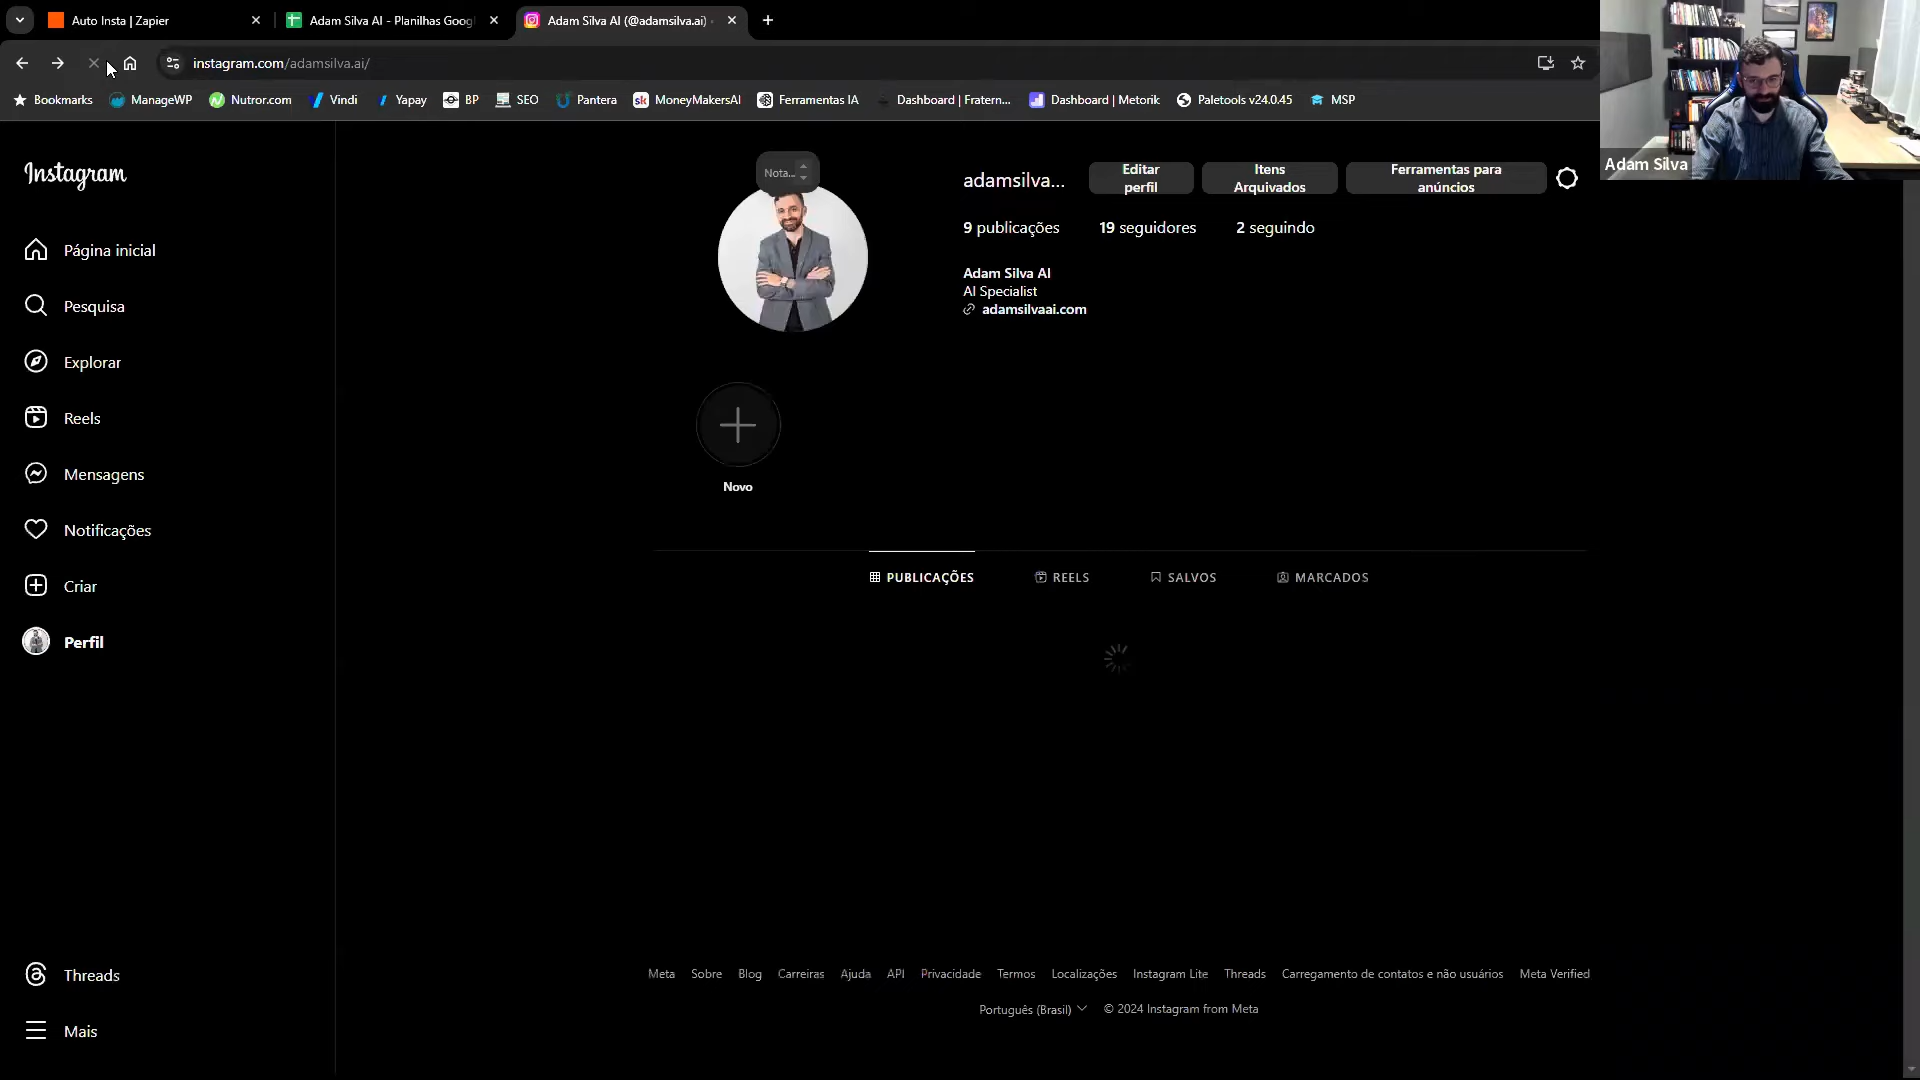 Auto Insta | Zapier
Adam Silva AI - Planilhas Goog
Adam Silva AI (@adamsilva.ai)
instagram.com/adamsilva.ai/
Bookmarks
ManageWP
Nutror.com
Vindi
Yapay
BP
SEO
Pantera
MoneyMakersAI
Ferramentas IA
Dashboard | Fratern...
Dashboard | Metorik
Paletools v24.0.45
MSP
Adam Silva
Instagram
Página inicial
Pesquisa
Explorar
Reels
Mensagens
Notificações
Criar
Perfil
Threads
Mais
Nota...
adamsilva...
Editar
perfil
Itens
Arquivados
Ferramentas para
anúncios
9 publicações
19 seguidores
2 seguindo
Adam Silva AI
AI Specialist
adamsilvaai.com
Novo
PUBLICAÇÕES
REELS
SALVOS
MARCADOS
Meta
Sobre
Blog
Carreiras
Ajuda
API
Privacidade
Termos
Localizações
Instagram Lite
Threads
Carregamento de contatos e não usuários
Meta Verified
Português (Brasil)
© 2024 Instagram from Meta